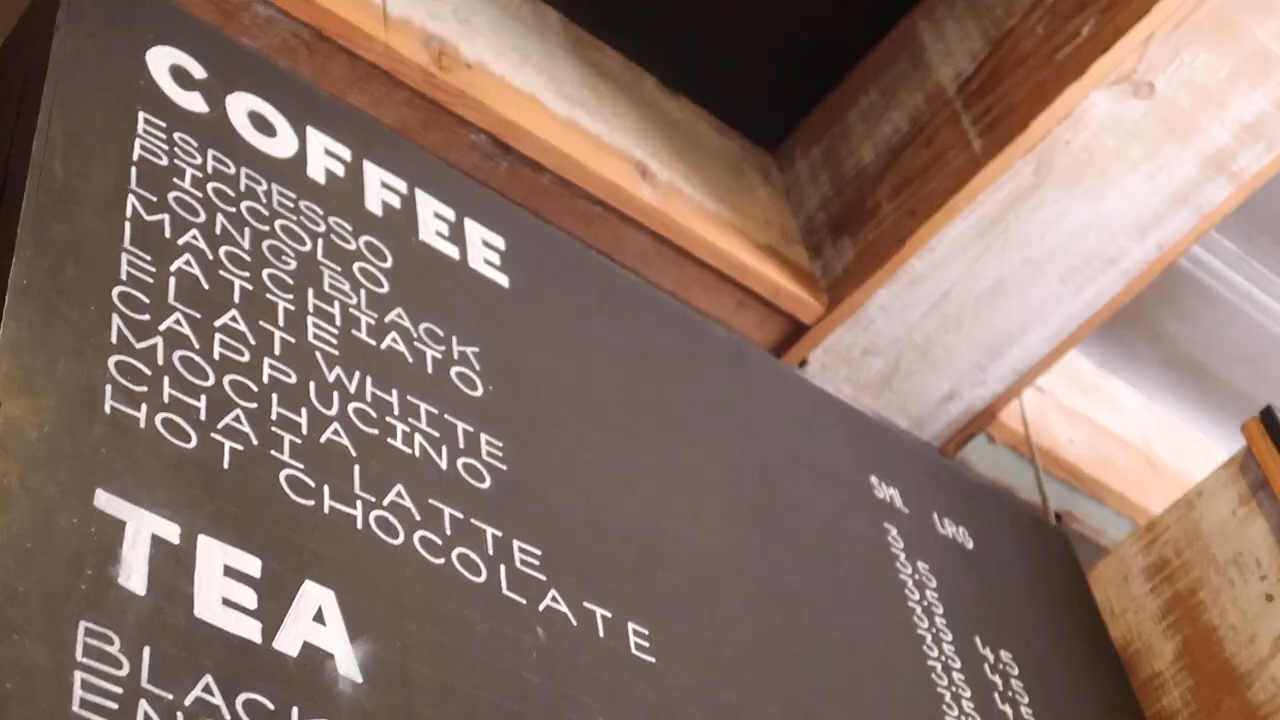 COFFEE
ESPRESSO
PICCOLO
LONG BLACK
MACCHIATO
LATTE
FLAT WHITE
CAPPUCINO
MOCHA
CHAI LATTE
HOT CHOCOLATE
SML
LRG
TEA
BLACK